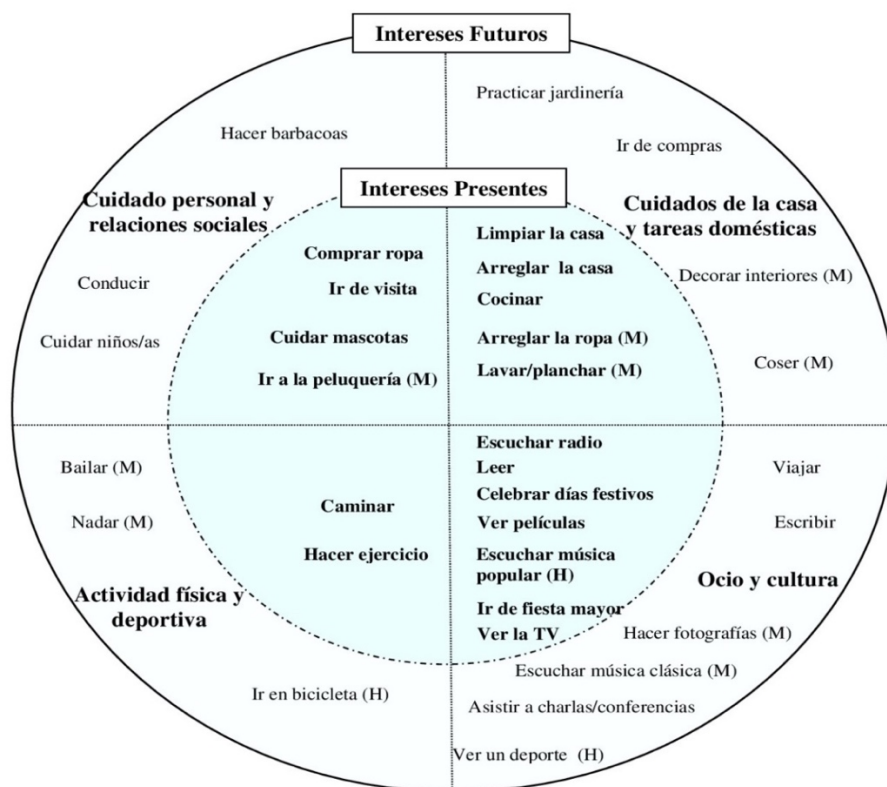 Intereses Futuros
Practicar jardinería
Hacer barbacoas
Ir de compras
Intereses Presentes
Cuidado personal y
relaciones sociales
Cuidados de la casa
y tareas domésticas
Limpiar la casa
Comprar ropa
Arreglar la casa
Decorar interiores (M)
Conducir
Ir de visita
Cocinar
Cuidar niños/as
Cuidar mascotas
Arreglar la ropa (M)
Coser (M)
Ir a la peluquería (M)
Lavar/planchar (M)
Escuchar radio
Bailar (M)
Leer
Viajar
Celebrar días festivos
Caminar
Nadar (M)
Ver películas
Escribir
Hacer ejercicio
Escuchar música
popular (H)
Actividad física y
deportiva
Ocio y cultura
Ir de fiesta mayor
Ver la TV
Hacer fotografías (M)
Escuchar música clásica (M)
Ir en bicicleta (H)
Asistir a charlas/conferencias
Ver un deporte (H)